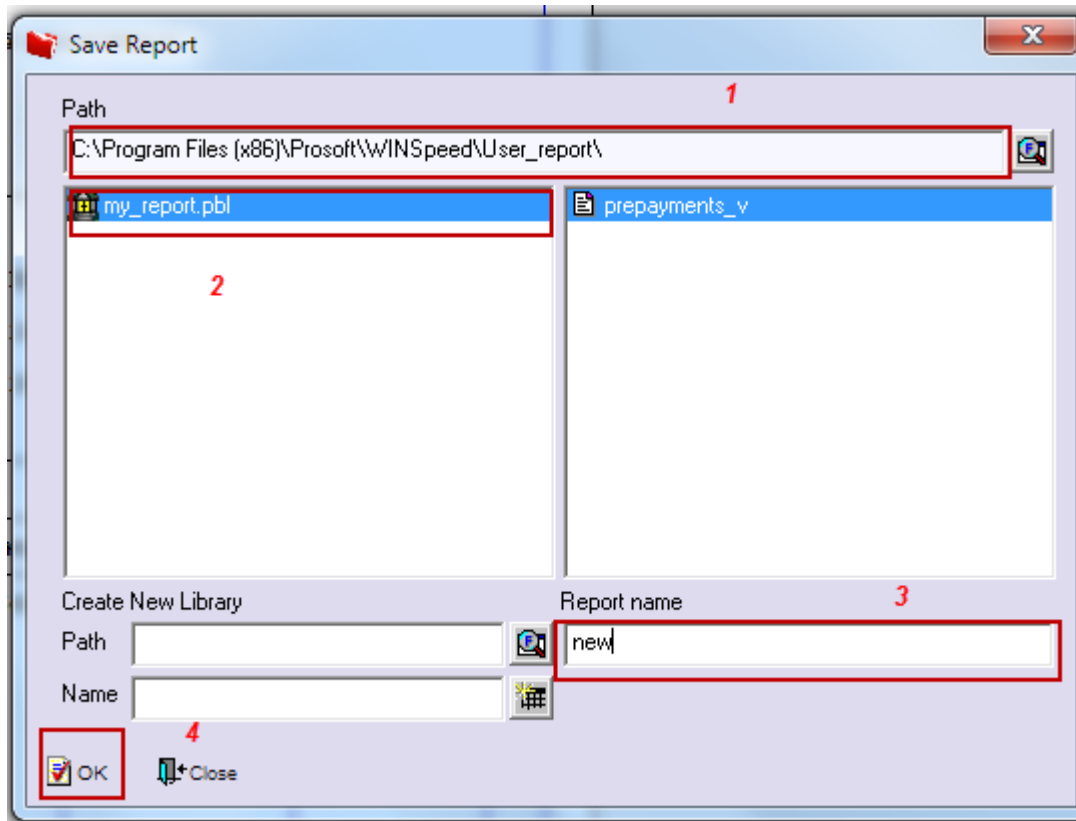 Save Report
1
Path
C:\Program Files (x86)\Prosoft\WINSpeed\User_report\
my_report.pbl
prepayments_v
2
Create New Library
Report name
3
Path
new
Name
4
OK
Close